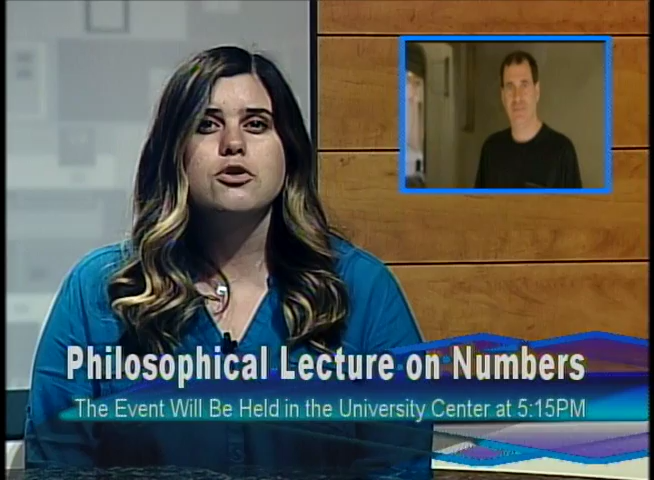 Philosophical Lecture on Numbers
The Event Will Be Held in the University Center at 5:15PM